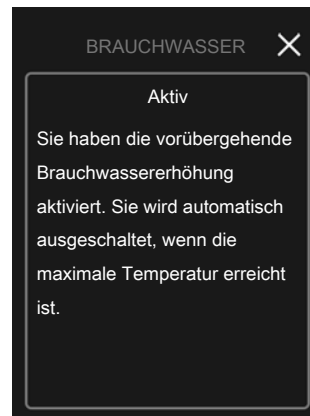 BRAUCHWASSER
Aktiv
Sie haben die vorübergehende
Brauchwassererhöhung
aktiviert. Sie wird automatisch
ausgeschaltet, wenn die
maximale Temperatur erreicht
ist.